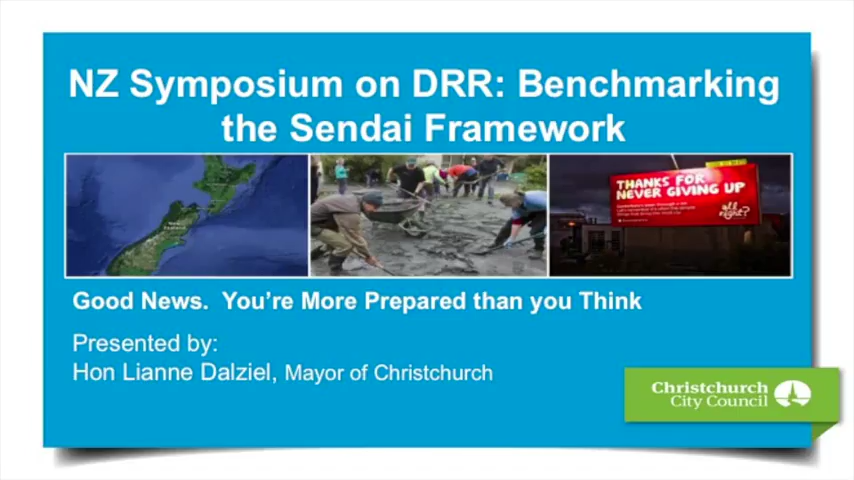 NZ Symposium on DRR: Benchmarking
the Sendai Framework
THANKS FOR
NEVER GIVING UP
all
right?
Good News.  You're More Prepared than you Think
Presented by:
Hon Lianne Dalziel, Mayor of Christchurch
Christchurch
City Council